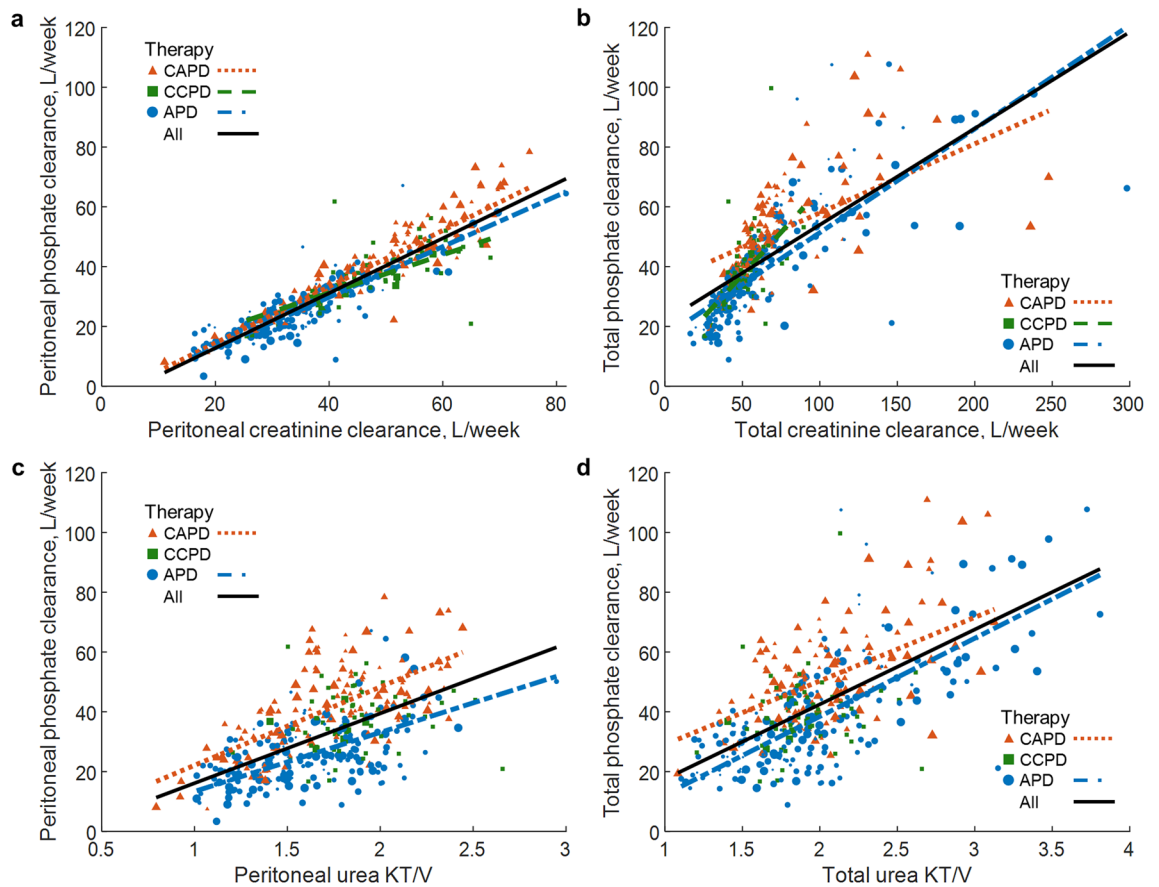 a
Peritoneal phosphate clearance, L/week
120
100
80
60
40
20
0
Therapy
CAPD
CCPD
APD
All
0 20 40 60 80
Peritoneal creatinine clearance, L/week
b
Total phosphate clearance, L/week
120
100
80
60
40
20
0
Therapy
CAPD
CCPD
APD
All
0 50 100 150 200 250 300
Total creatinine clearance, L/week
c
Peritoneal phosphate clearance, L/week
120
100
80
60
40
20
0
Therapy
CAPD
CCPD
APD
All
0.5 1 1.5 2 2.5 3
Peritoneal urea KT/V
d
Total phosphate clearance, L/week
120
100
80
60
40
20
0
Therapy
CAPD
CCPD
APD
All
1 1.5 2 2.5 3 3.5 4
Total urea KT/V